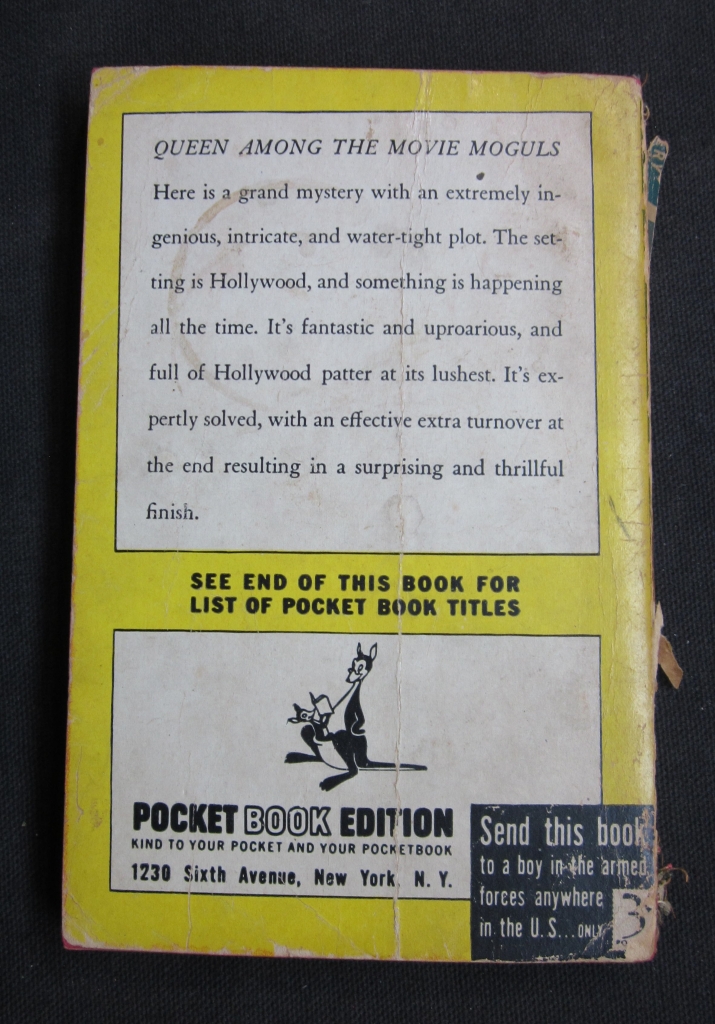 QUEEN AMONG THE MOVIE MOGULS
Here is a grand mystery with an extremely in-
genious, intricate, and water-tight plot. The set-
ting is Hollywood, and something is happening
all the time. It's fantastic and uproarious, and
full of Hollywood patter at its lushest. It's ex-
pertly solved, with an effective extra turnover at
the end resulting in a surprising and thrillful
finish.
SEE END OF THIS BOOK FOR
LIST OF POCKET BOOK TITLES
POCKET BOOK EDITION
KIND TO YOUR POCKET AND YOUR POCKETBOOK
1230 Sixth Avenue, New York, N. Y.
Send this book
to a boy in the armed
forces anywhere
in the U.S...ONLY 3